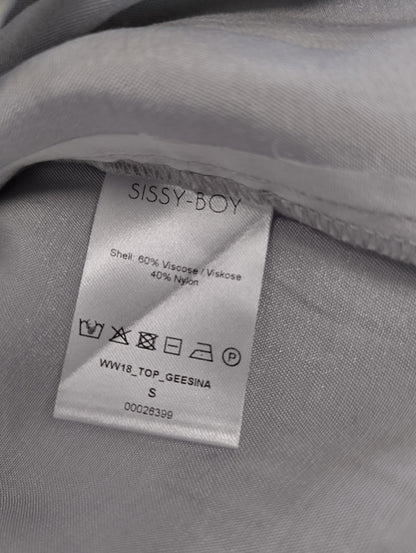 SISSY-BOY
Shell: 60% Viscose / Viskose
40% Nylon
P
WW18_TOP_GEESINA
S
00026399